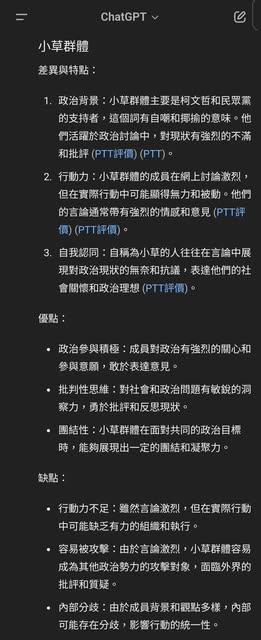 ChatGPT
小草群體
差異與特點：
1. 政治背景：小草群體主要是柯文哲和民眾黨
的支持者，這個詞有自嘲和揶揄的意味。他
們活躍於政治討論中，對現狀有強烈的不滿
和批評 (PTT評價) (PTT)。
2. 行動力：小草群體的成員在網上討論激烈，
但在實際行動中可能顯得無力和被動。他們
的言論通常帶有強烈的情感和意見 (PTT評
價) (PTT評價)。
3. 自我認同：自稱為小草的人往往在言論中展
現對政治現狀的無奈和抗議，表達他們的社
會關懷和政治理想 (PTT評價)。
優點：
• 政治參與積極：成員對政治有強烈的關心和
參與意願，敢於表達意見。
• 批判性思維：對社會和政治問題有敏銳的洞
察力，勇於批評和反思現狀。
• 團結性：小草群體在面對共同的政治目標
時，能夠展現出一定的團結和凝聚力。
缺點：
• 行動力不足：雖然言論激烈，但在實際行動
中可能缺乏有力的組織和執行。
• 容易被攻擊：由於言論激烈，小草群體容易
成為其他政治勢力的攻擊對象，面臨外界的
批評和質疑。
• 內部分歧：由於成員背景和觀點多樣，內部
可能存在分歧，影響行動的統一性。